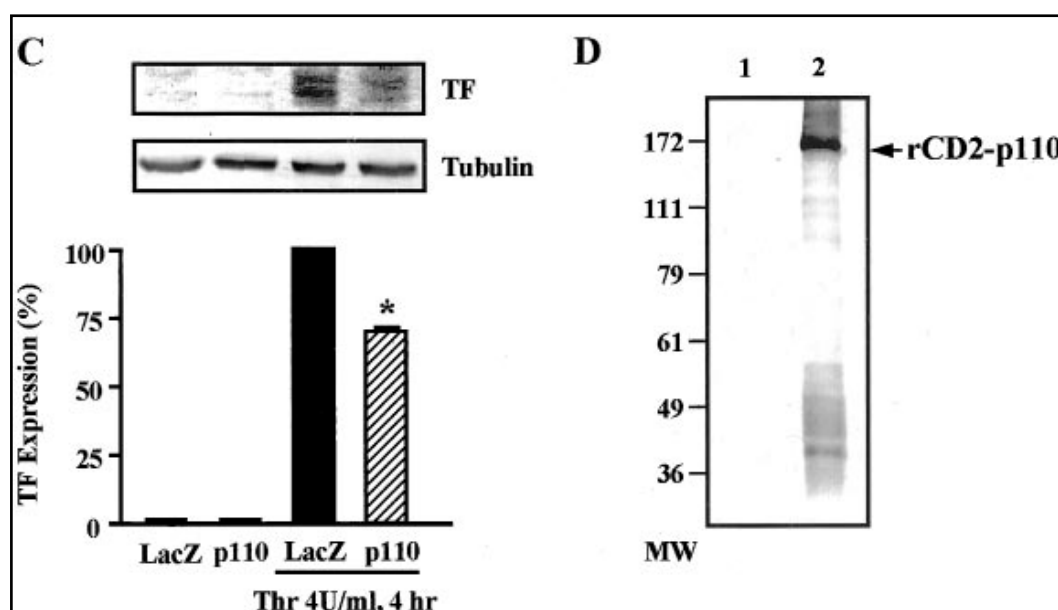 C
TF
Tubulin
TF Expression (%)
100
75
50
25
0
*
LacZ p110 LacZ p110
Thr 4U/ml, 4 hr
D
1 2
172
111
79
61
49
36
MW
rCD2-p110